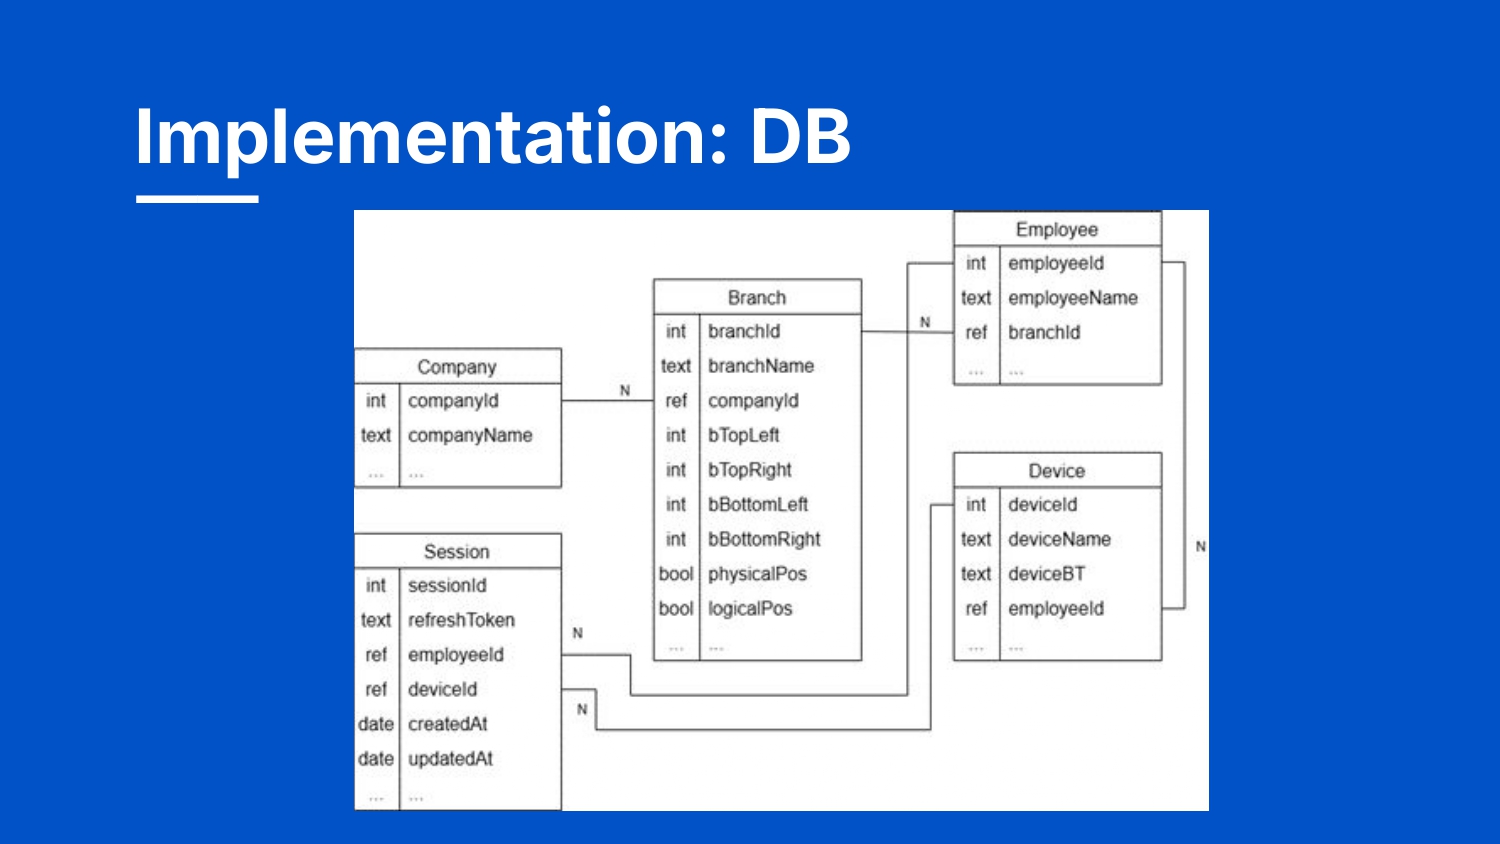 Implementation: DB
Employee
int employeeId
text employeeName
ref branchId
... ...
N
Branch
int branchId
text branchName
ref companyId
int bTopLeft
int bTopRight
int bBottomLeft
int bBottomRight
bool physicalPos
bool logicalPos
... ...
N
Company
int companyId
text companyName
... ...
Device
int deviceId
text deviceName
text deviceBT
ref employeeId
... ...
N
Session
int sessionId
text refreshToken
ref employeeId
ref deviceId
date createdAt
date updatedAt
... ...
N
N